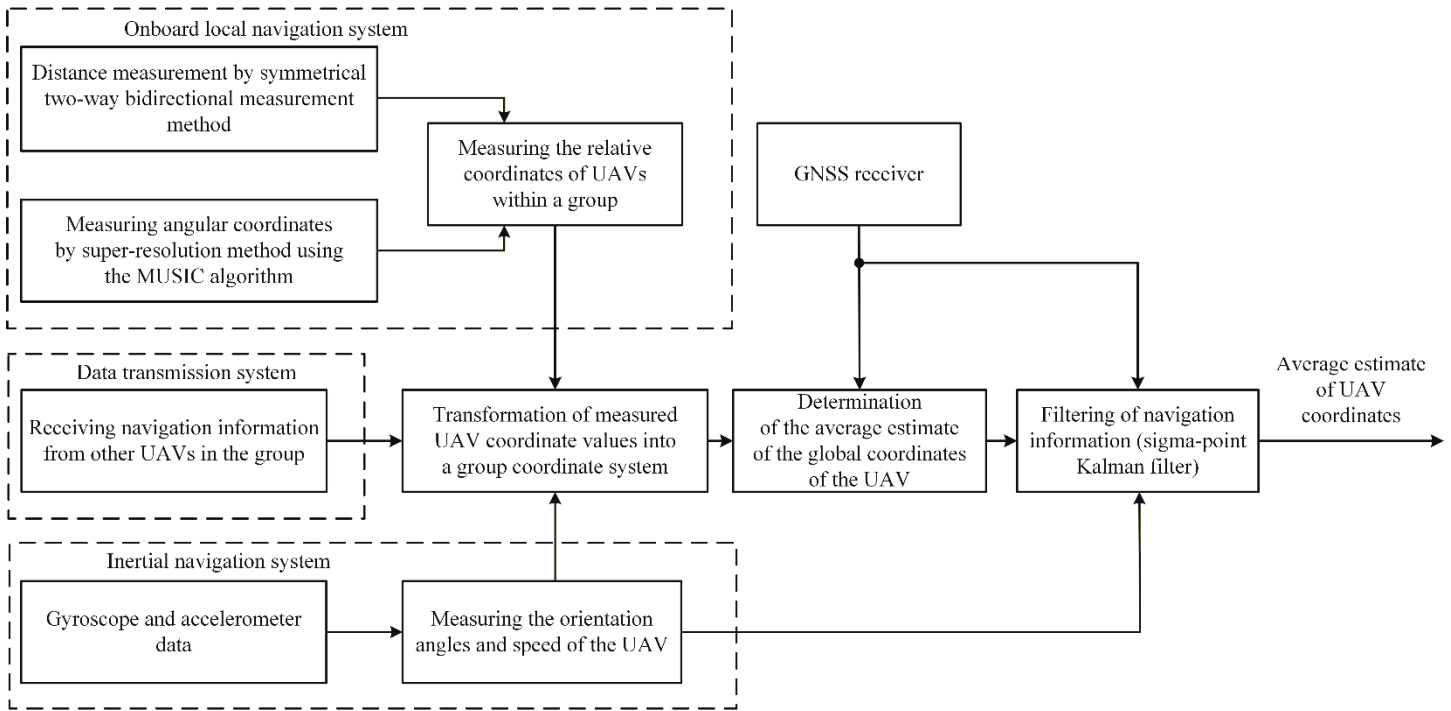 Onboard local navigation system
Distance measurement by symmetrical
two-way bidirectional measurement
method
Measuring the relative
coordinates of UAVs
within a group
GNSS receiver
Measuring angular coordinates
by super-resolution method using
the MUSIC algorithm
Data transmission system
Receiving navigation information
from other UAVs in the group
Transformation of measured
UAV coordinate values into
a group coordinate system
Determination
of the average estimate
of the global coordinates
of the UAV
Filtering of navigation
information (sigma-point
Kalman filter)
Average estimate
of UAV
coordinates
Inertial navigation system
Gyroscope and accelerometer
data
Measuring the orientation
angles and speed of the UAV